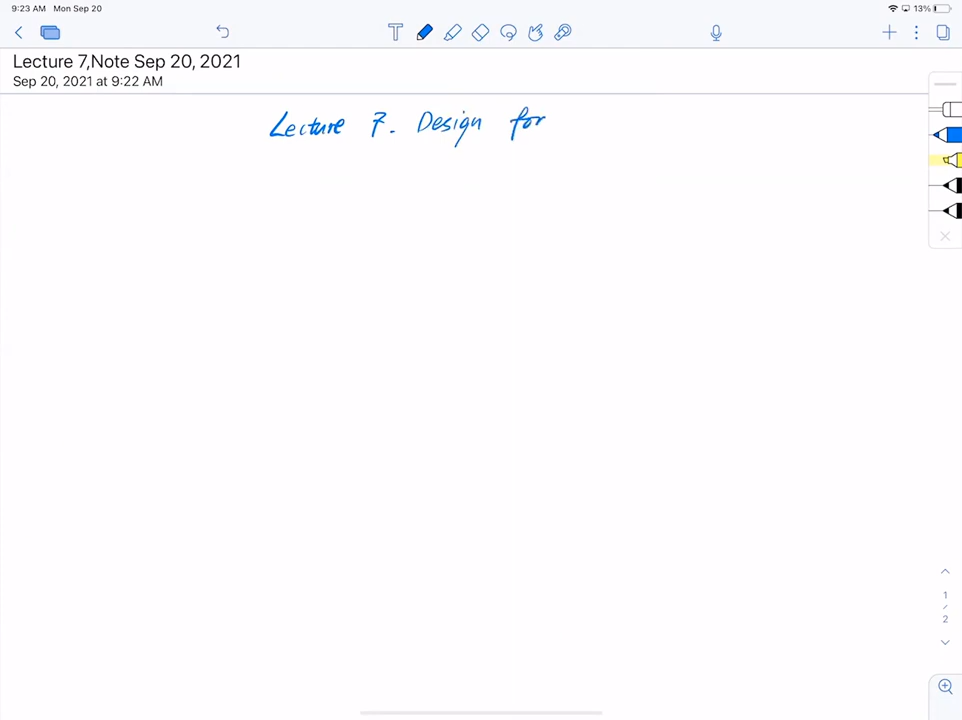 9:23 AM Mon Sep 20
13%
Lecture 7,Note Sep 20, 2021
Sep 20, 2021 at 9:22 AM
Lecture 7. Design for
1
/
2